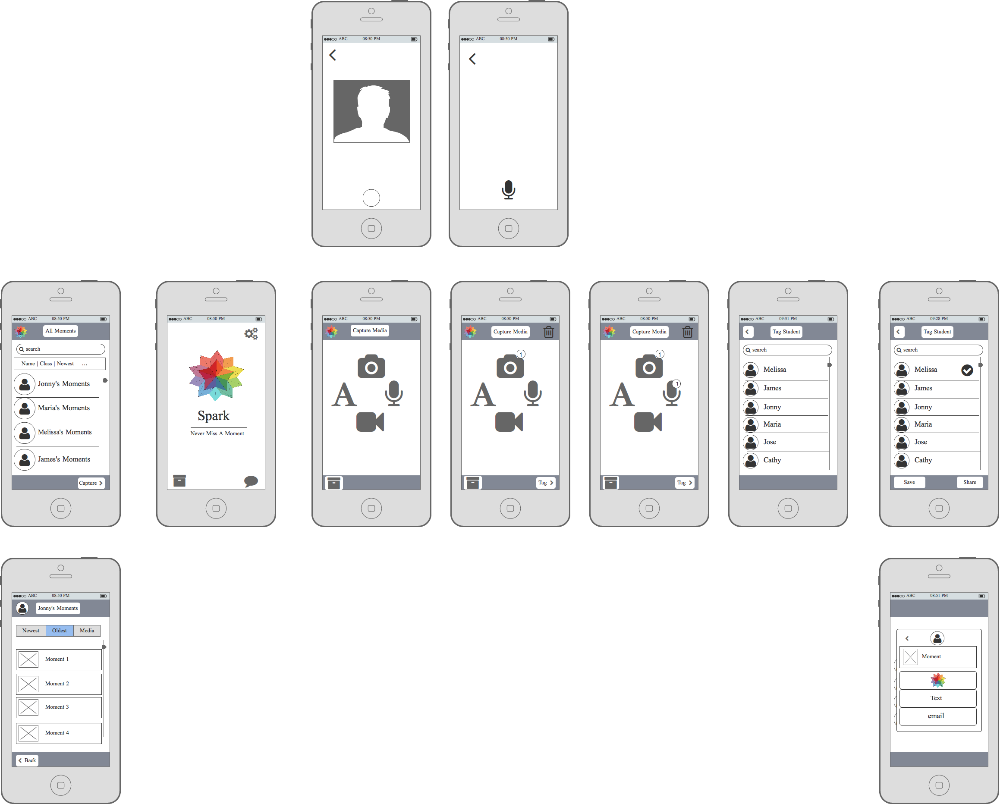 ABC 08:50 PM
ABC 08:50 PM
ABC 08:50 PM
All Moments
search
Name | Class | Newest ...
Jonny's Moments
Maria's Moments
Melissa's Moments
James's Moments
Capture
ABC 08:50 PM
Spark
Never Miss A Moment
ABC 08:50 PM
Capture Media
A
ABC 08:50 PM
Capture Media
1
A
Tag
ABC 08:50 PM
Capture Media
1
A
1
Tag
ABC 09:31 PM
Tag Student
search
Melissa
James
Jonny
Maria
Jose
Cathy
ABC 09:28 PM
Tag Student
search
Melissa
James
Jonny
Maria
Jose
Cathy
Save Share
ABC 08:50 PM
Jonny's Moments
Newest Oldest Media
Moment 1
Moment 2
Moment 3
Moment 4
Back
ABC 08:51 PM
Moment
Text
email